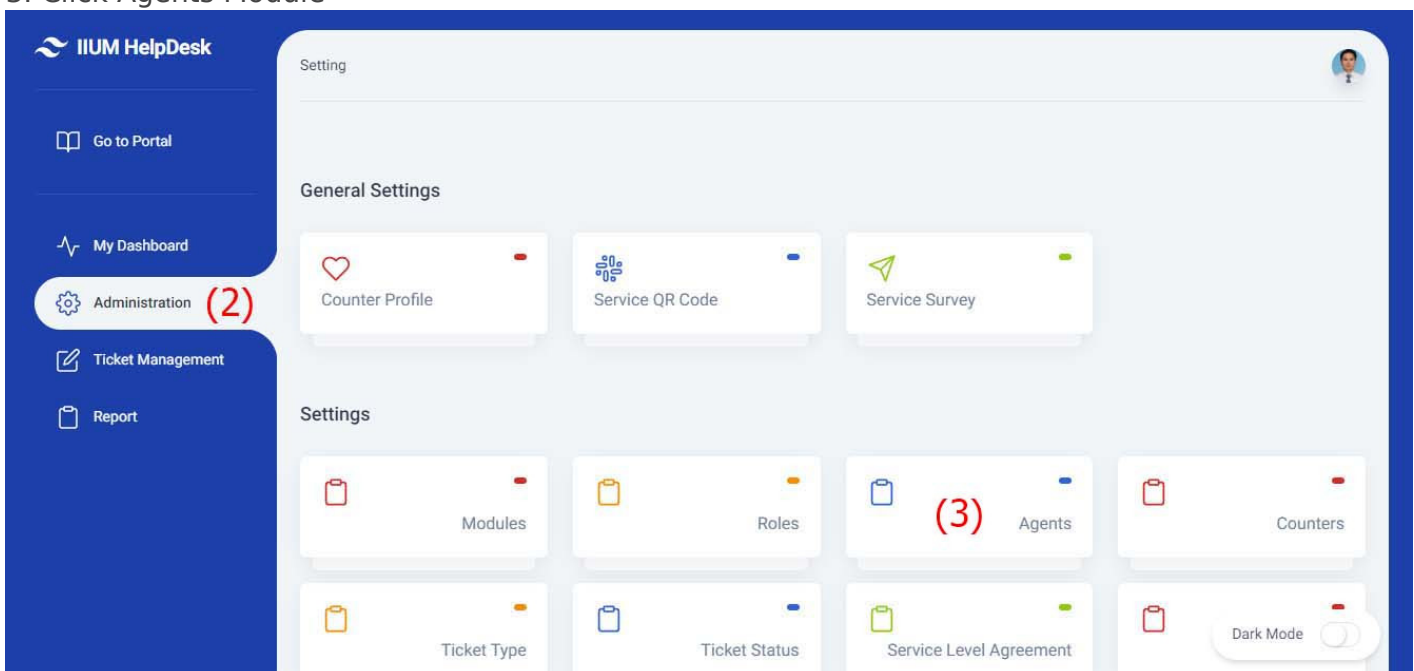 3. Click Agents Module
IIUM HelpDesk
Setting
Go to Portal
General Settings
My Dashboard
Administration (2)
Counter Profile
Service QR Code
Service Survey
Ticket Management
Report
Settings
Modules
Roles
(3) Agents
Counters
Ticket Type
Ticket Status
Service Level Agreement
Dark Mode